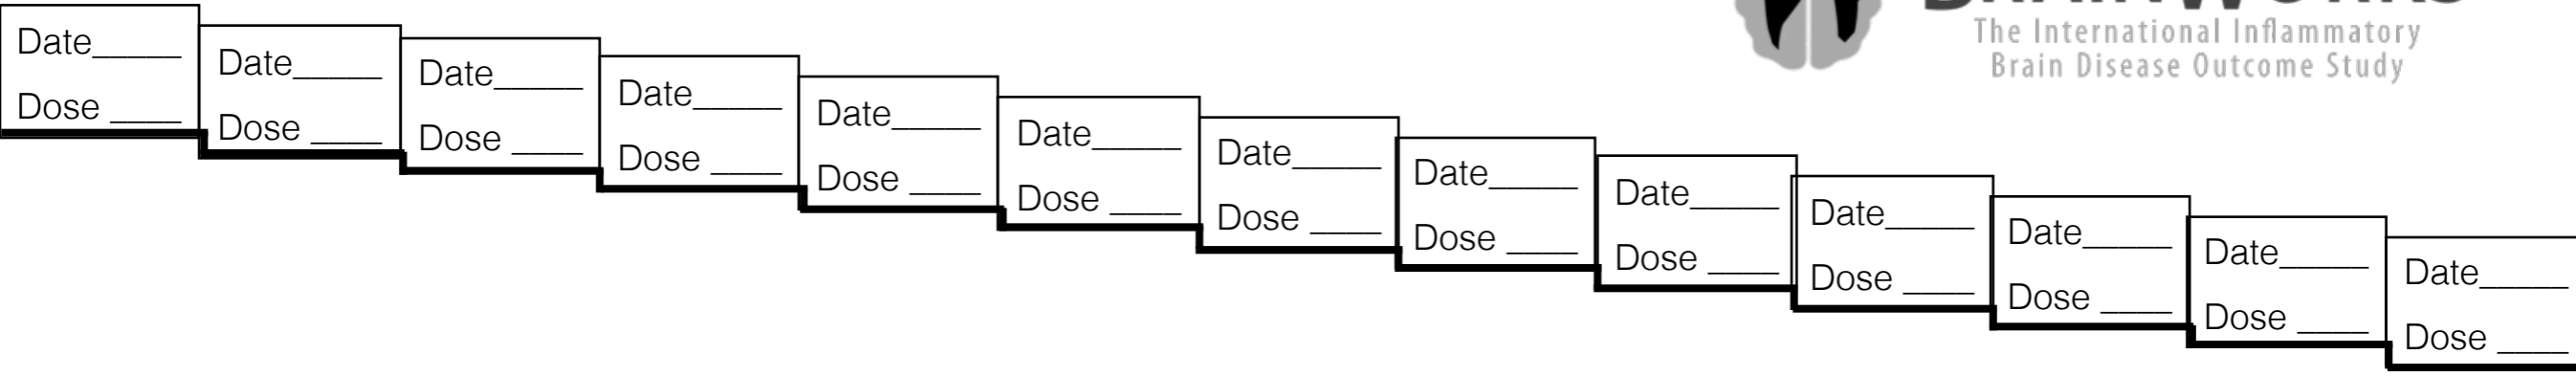 BRAINWORKS
The International Inflammatory
Brain Disease Outcome Study
Date_____
Dose ____
Date_____
Dose ____
Date_____
Dose ____
Date_____
Dose ____
Date_____
Dose ____
Date_____
Dose ____
Date_____
Dose ____
Date_____
Dose ____
Date_____
Dose ____
Date_____
Dose ____
Date_____
Dose ____
Date_____
Dose ____
Date_____
Dose ____